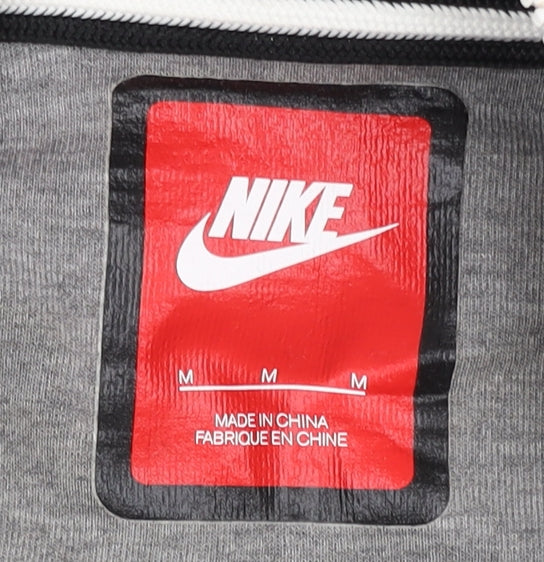 NIKE
M M M
MADE IN CHINA
FABRIQUE EN CHINE